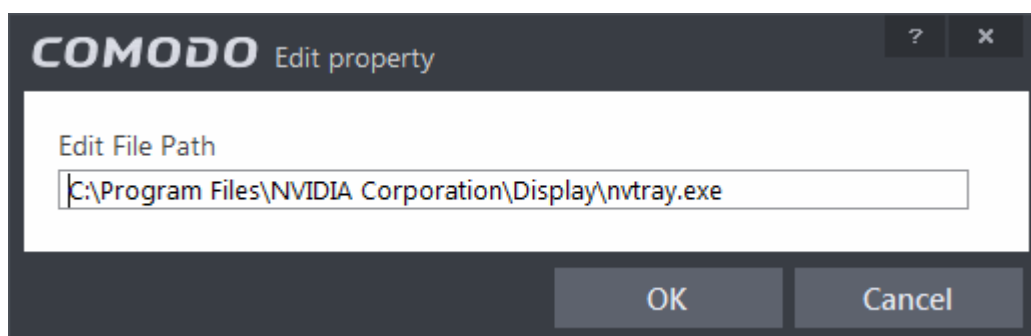 COMODO Edit property ? ×
Edit File Path
C:\Program Files\NVIDIA Corporation\Display\nvtray.exe
OK Cancel